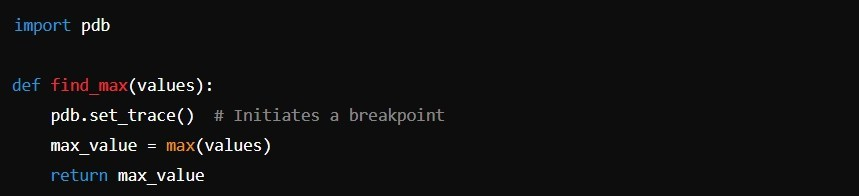 import pdb
def find_max(values):
    pdb.set_trace()  # Initiates a breakpoint
    max_value = max(values)
    return max_value